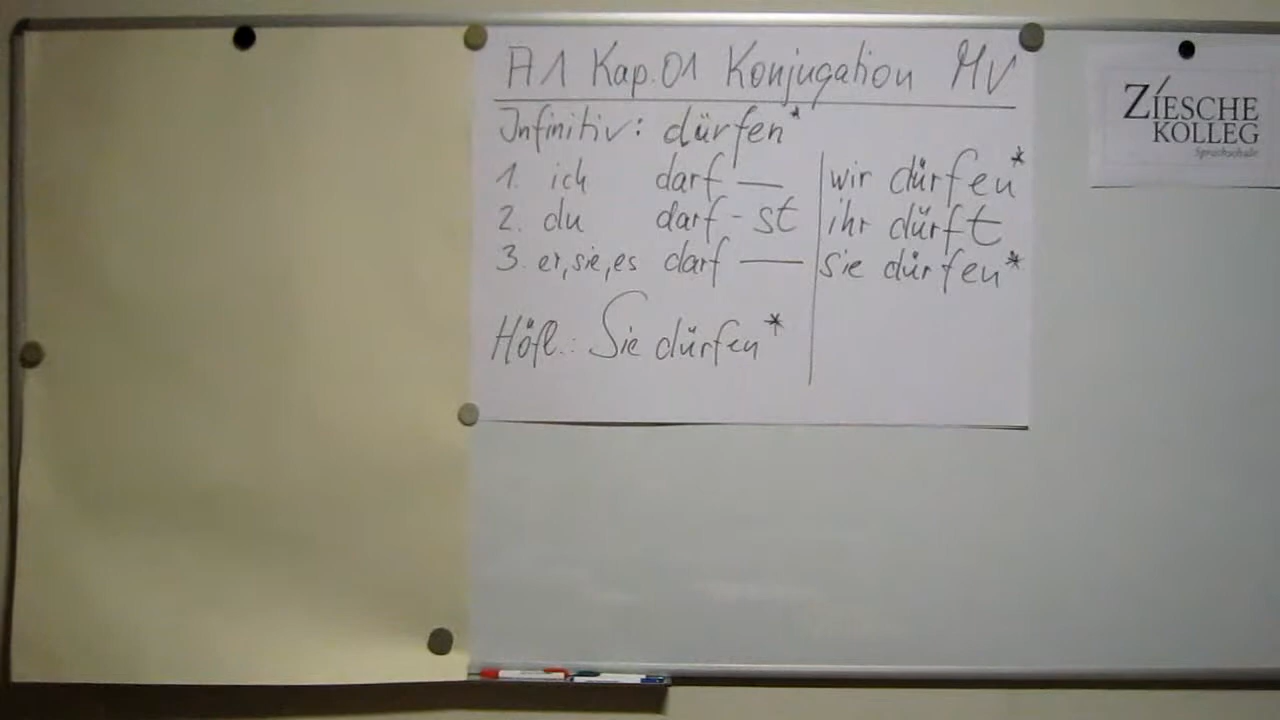 A1 Kap.01 Konjugation MV
Infinitiv: dürfen*
1. ich darf — wir dürfen*
2. du darf-st ihr dürft
3. er,sie,es darf — sie dürfen*
Höfl.: Sie dürfen*
ZIESCHE
KOLLEG
Sprachschule